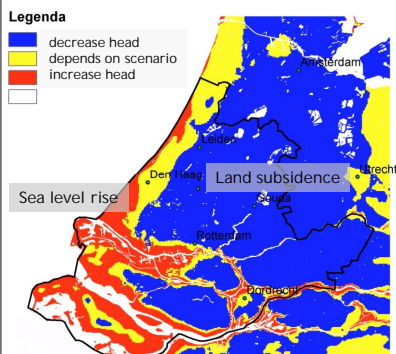 Legenda
decrease head
depends on scenario
increase head
Amsterdam
Leiden
Den Haag
Land subsidence
Utrecht
Sea level rise
Gouda
Rotterdam
Dordrecht